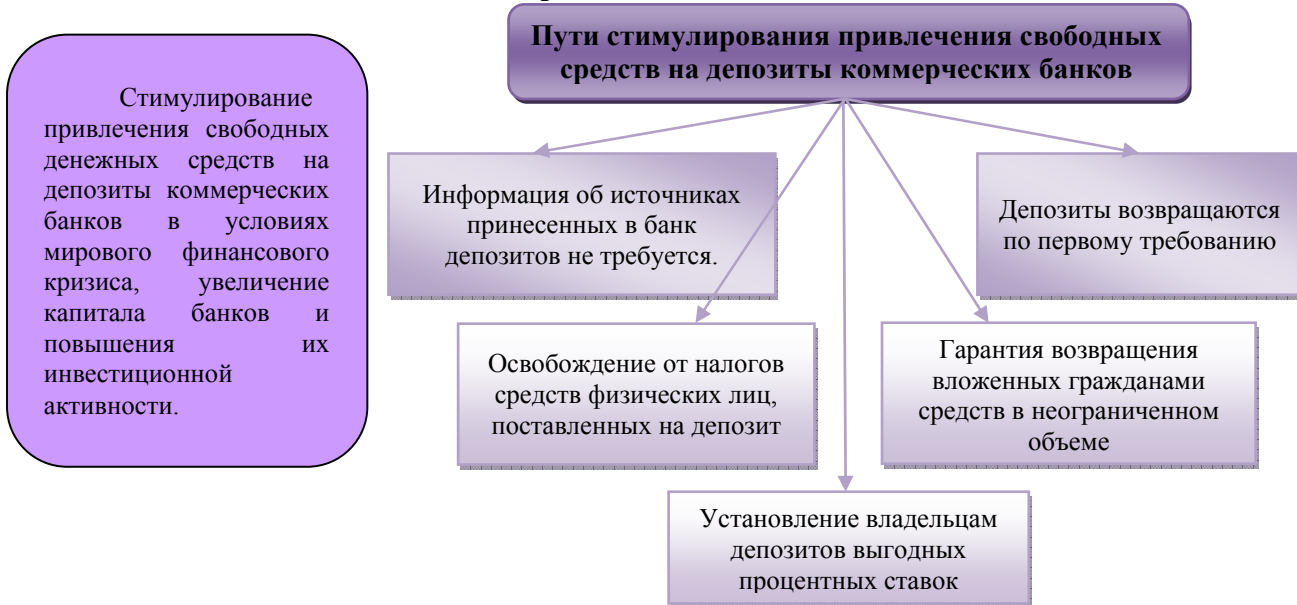 Пути стимулирования привлечения свободных
средств на депозиты коммерческих банков
Стимулирование
привлечения свободных
денежных средств на
депозиты коммерческих
банков в условиях
мирового финансового
кризиса, увеличение
капитала банков и
повышения их
инвестиционной
активности.
Информация об источниках
принесенных в банк
депозитов не требуется.
Депозиты возвращаются
по первому требованию
Освобождение от налогов
средств физических лиц,
поставленных на депозит
Гарантия возвращения
вложенных гражданами
средств в неограниченном
объеме
Установление владельцам
депозитов выгодных
процентных ставок